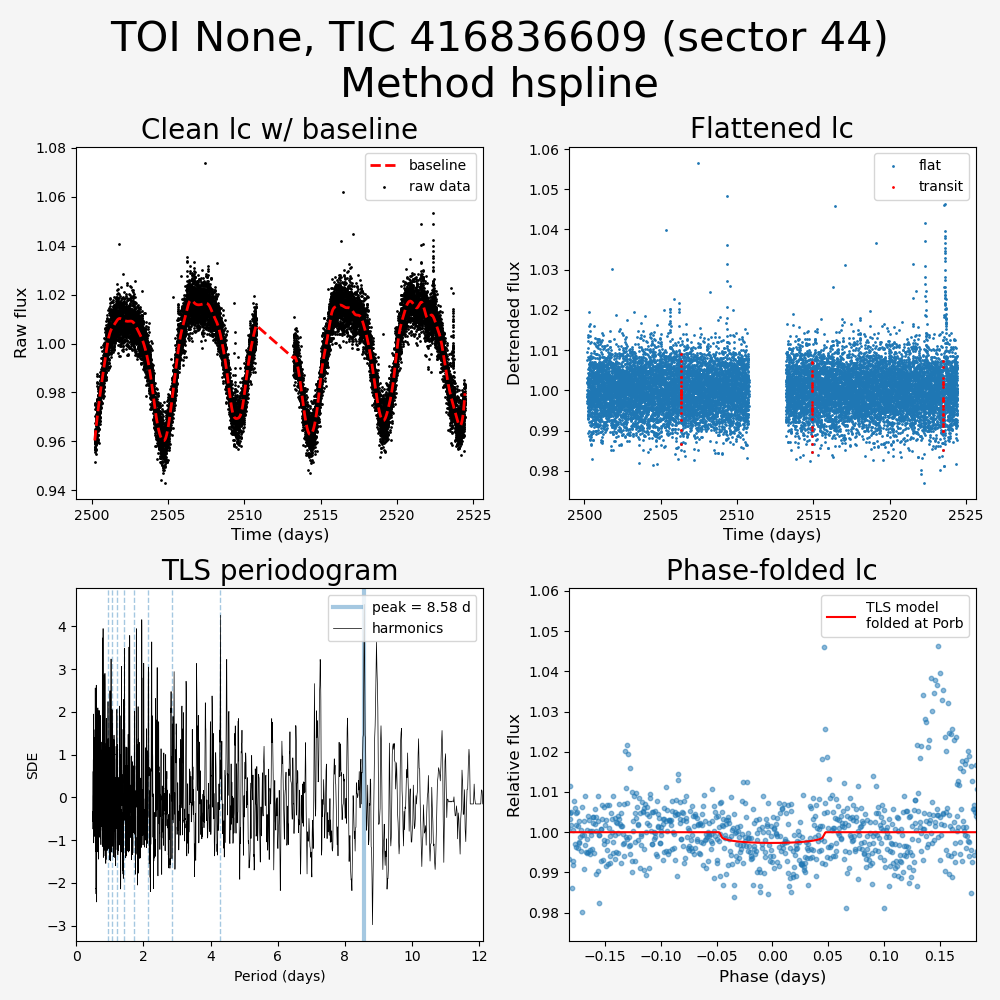 TOI None, TIC 416836609 (sector 44)
Method hspline
Clean lc w/ baseline
Raw flux
1.08
1.06
1.04
1.02
1.00
0.98
0.96
0.94
baseline
raw data
2500
2505
2510
2515
2520
2525
Time (days)
Flattened lc
Detrended flux
1.06
1.05
1.04
1.03
1.02
1.01
1.00
0.99
0.98
flat
transit
2500
2505
2510
2515
2520
2525
Time (days)
TLS periodogram
SDE
4
3
2
1
0
−1
−2
−3
peak = 8.58 d
harmonics
0
2
4
6
8
10
12
Period (days)
Phase-folded lc
Relative flux
1.06
1.05
1.04
1.03
1.02
1.01
1.00
0.99
0.98
TLS model
folded at Porb
−0.15
−0.10
−0.05
0.00
0.05
0.10
0.15
Phase (days)